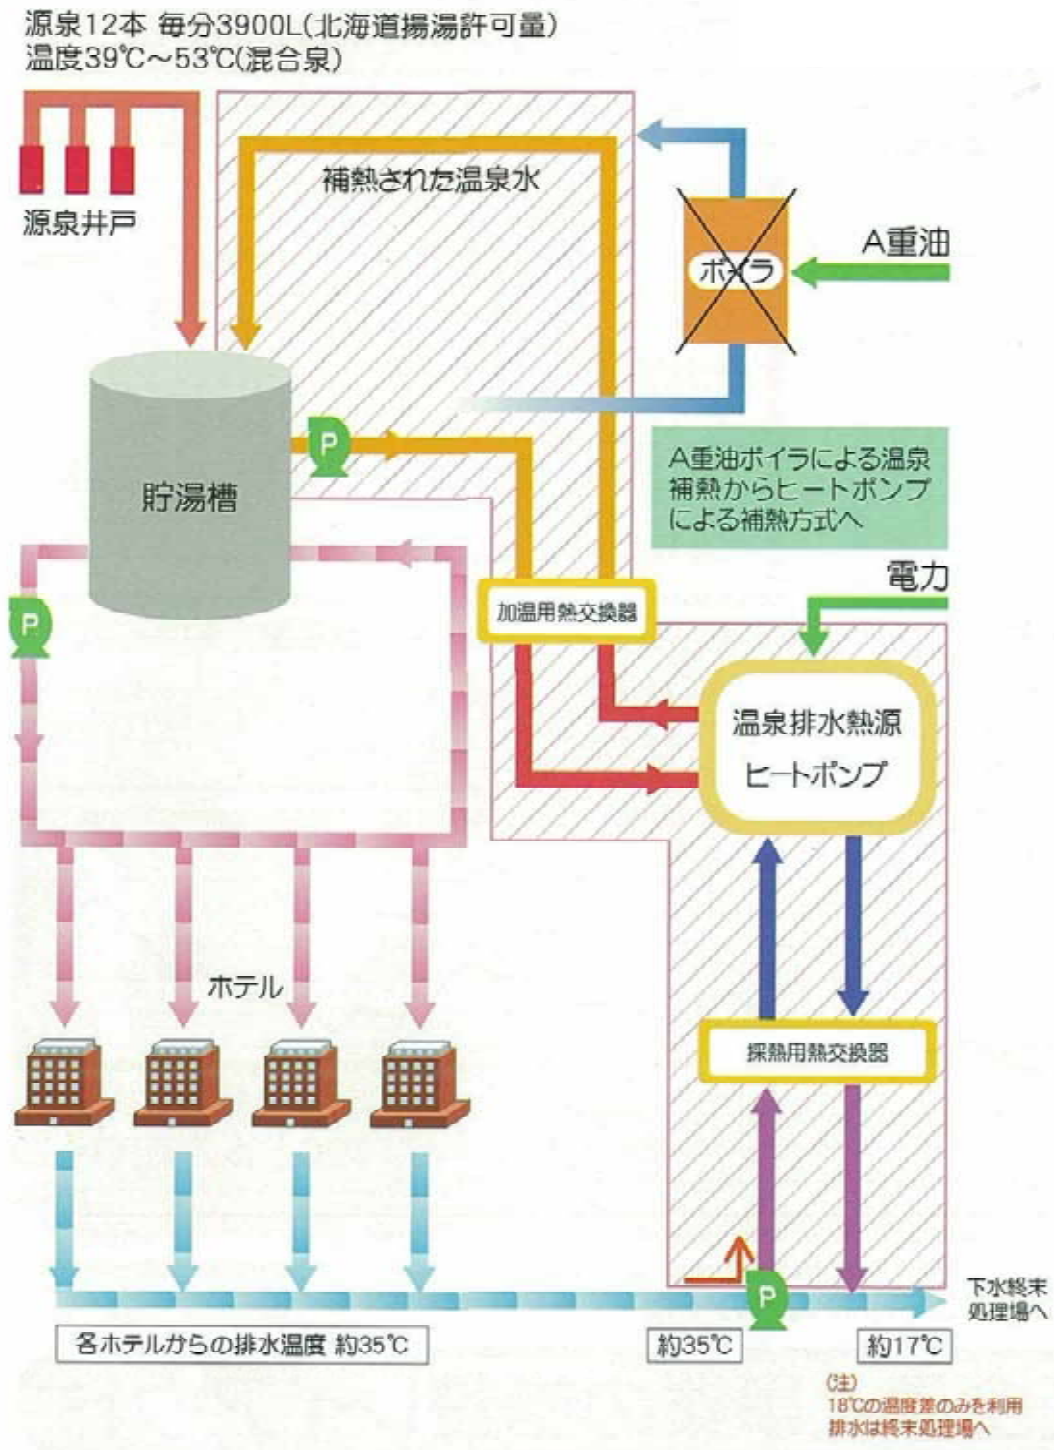 源泉12本 毎分3900L(北海道揚湯許可量)
温度39℃～53℃(混合泉)
補熱された温泉水
源泉井戸
A重油
ボイラ
P
貯湯槽
A重油ボイラによる温泉
補熱からヒートポンプ
による補熱方式へ
電力
加温用熱交換器
P
温泉排水熱源
ヒートポンプ
ホテル
採熱用熱交換器
P
下水終末
処理場へ
各ホテルからの排水温度 約35℃
約35℃
約17℃
(注)
18℃の温度差のみを利用
排水は終末処理場へ